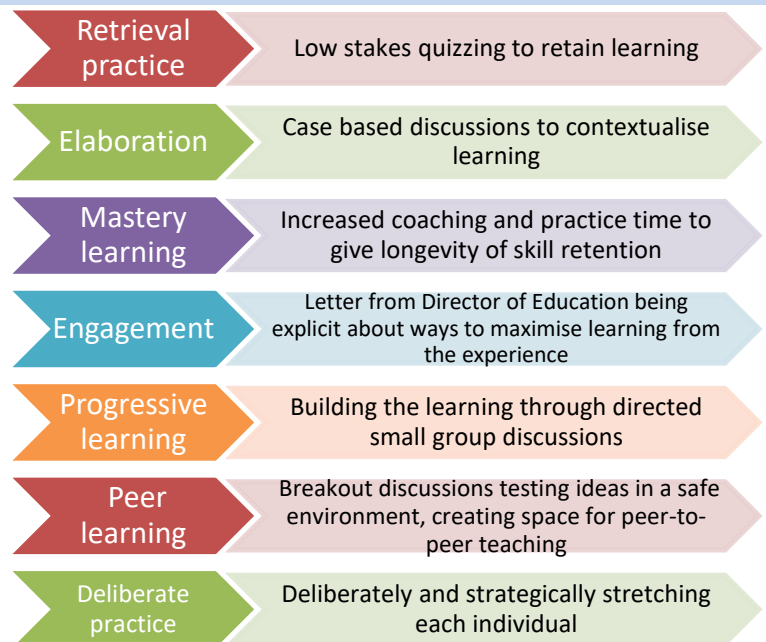 Retrieval
practice
Low stakes quizzing to retain learning
Elaboration
Case based discussions to contextualise
learning
Mastery
learning
Increased coaching and practice time to
give longevity of skill retention
Engagement
Letter from Director of Education being
explicit about ways to maximise learning from
the experience
Progressive
learning
Building the learning through directed
small group discussions
Peer
learning
Breakout discussions testing ideas in a safe
environment, creating space for peer-to-
peer teaching
Deliberate
practice
Deliberately and strategically stretching
each individual